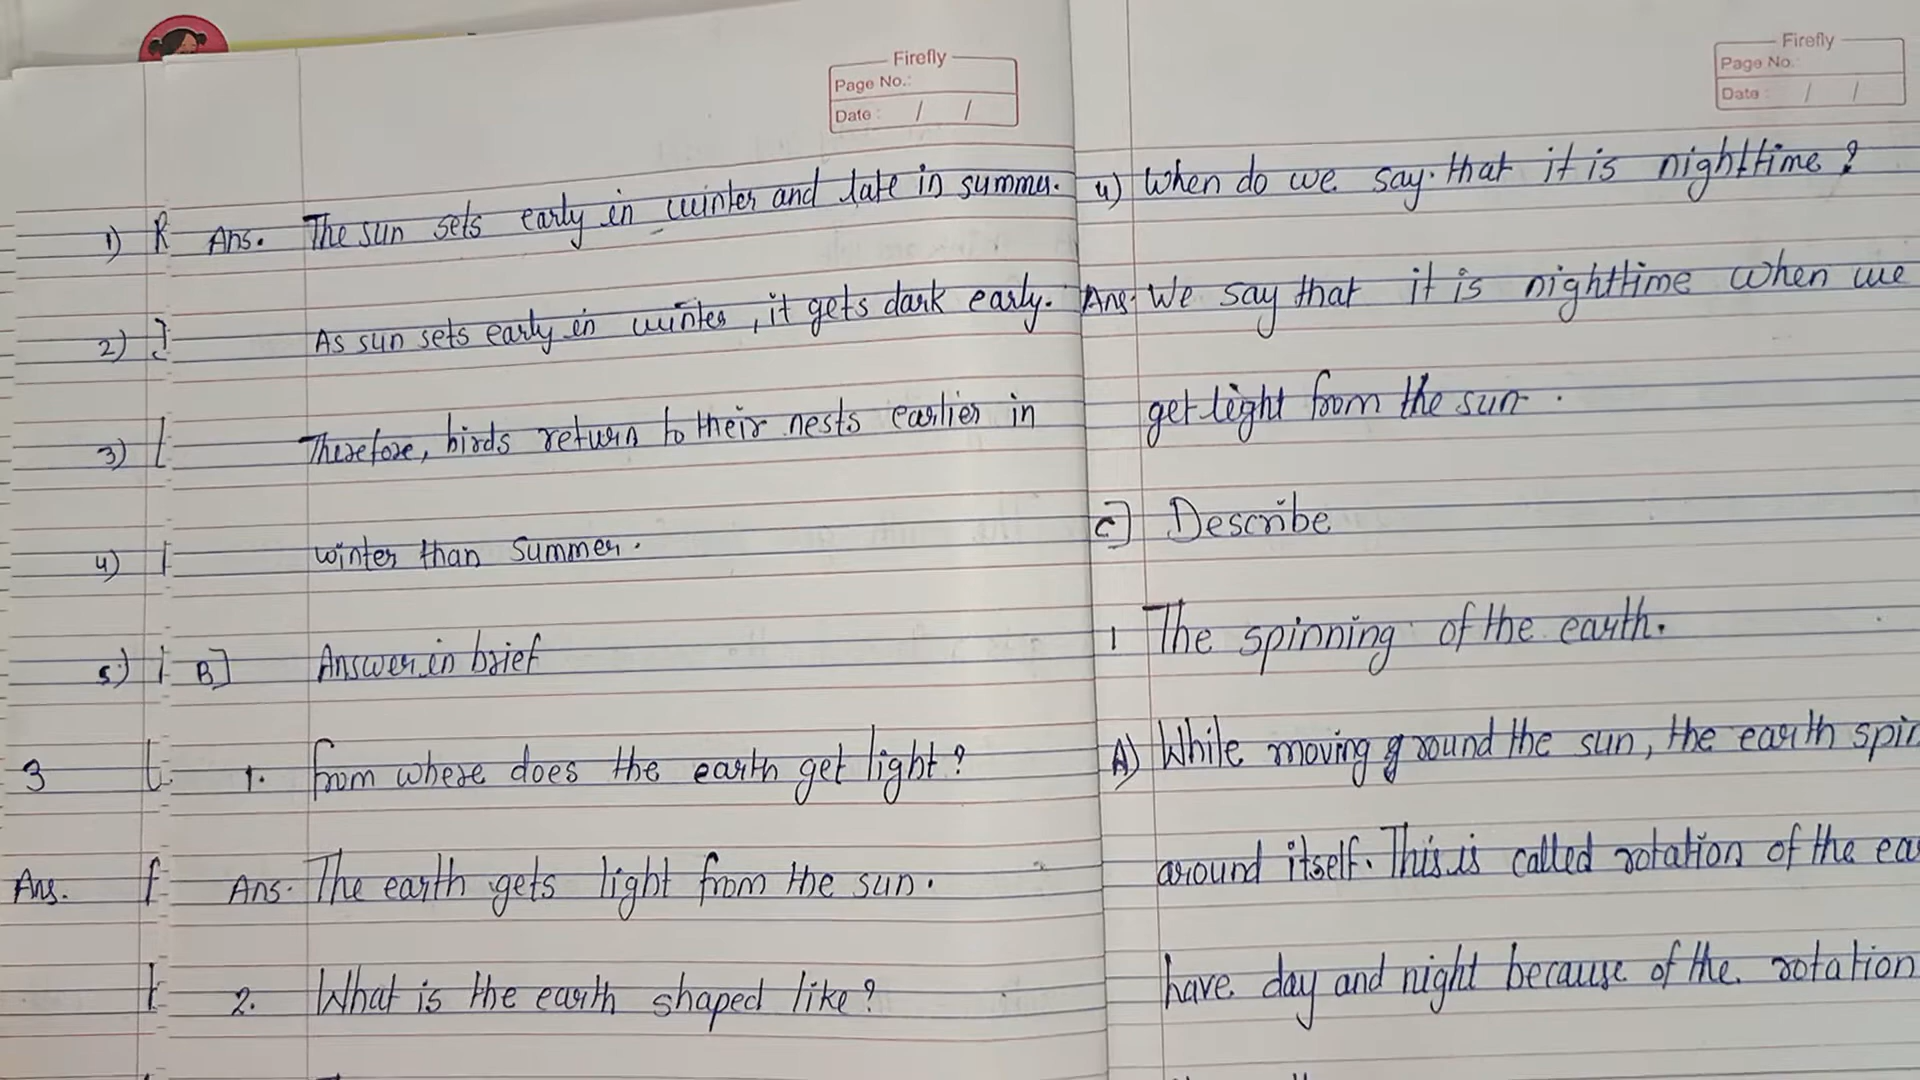 Firefly
Page No.:
Date : / /
1)
2)
3)
4)
5)
3
Ans.
Ans. The sun sets early in winter and late in summer.
As sun sets early in winter, it gets dark early.
Therefore, birds return to their nests earlier in
winter than Summer.
B] Answer in brief
1. from where does the earth get light?
Ans. The earth gets light from the sun.
2. What is the earth shaped like?
Firefly
Page No.
Date : / /
4) When do we say that it is nighttime?
Ans. We say that it is nighttime when we
get light from the sun.
C] Describe
1 The spinning of the earth.
A) While moving ground the sun, the earth
around itself. This is called rotation of the
have day and night because of the rotation